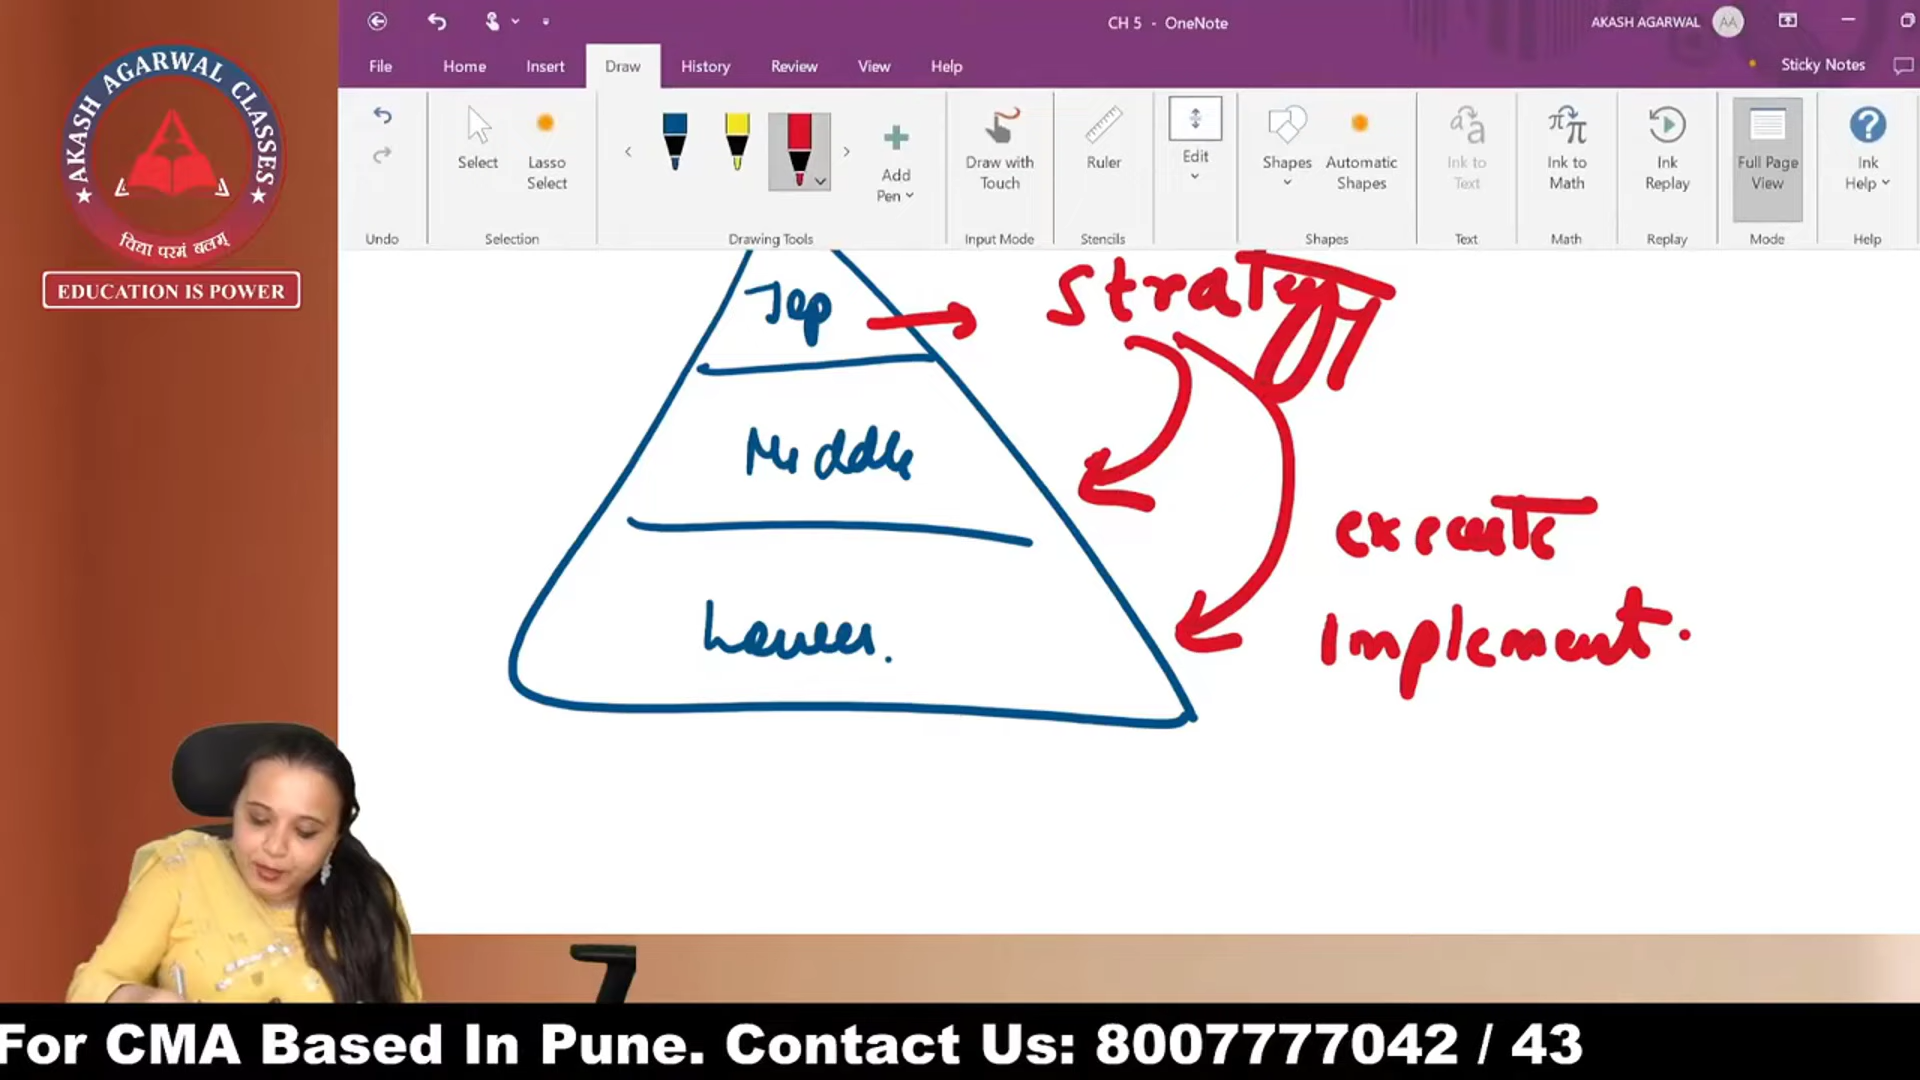 AKASH AGARWAL CLASSES
विद्या परमं बलम्
EDUCATION IS POWER
CH 5 - OneNote
AKASH AGARWAL AA
File Home Insert Draw History Review View Help
Sticky Notes
Select
Lasso Select
Add Pen
Draw with Touch
Ruler
Edit
Shapes
Automatic Shapes
Ink to Text
Ink to Math
Ink Replay
Full Page View
Ink Help
Undo Selection Drawing Tools Input Mode Stencils Shapes Text Math Replay Mode Help
Top
Strategy
Middle
execute
Lower.
Implement.
For CMA Based In Pune. Contact Us: 8007777042 / 43